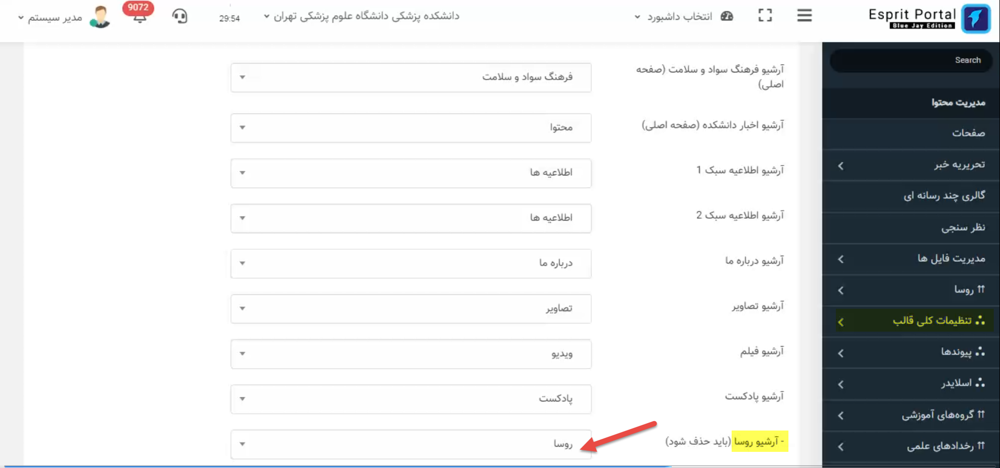 Esprit Portal
Blue Jay Edition
انتخاب داشبورد
دانشکده پزشکی دانشگاه علوم پزشکی تهران
29:54
9072
مدیر سیستم
Search
مدیریت محتوا
صفحات
تحریریه خبر
گالری چند رسانه ای
نظر سنجی
مدیریت فایل ها
روسا
تنظیمات کلی قالب
پیوندها
اسلایدر
گروه‌های آموزشی
رخدادهای علمی
آرشیو فرهنگ سواد و سلامت (صفحه
اصلی)
فرهنگ سواد و سلامت
آرشیو اخبار دانشکده (صفحه اصلی)
محتوا
آرشیو اطلاعیه سبک 1
اطلاعیه ها
آرشیو اطلاعیه سبک 2
اطلاعیه ها
آرشیو درباره ما
درباره ما
آرشیو تصاویر
تصاویر
آرشیو فیلم
ویدیو
آرشیو پادکست
پادکست
- آرشیو روسا (باید حذف شود)
روسا